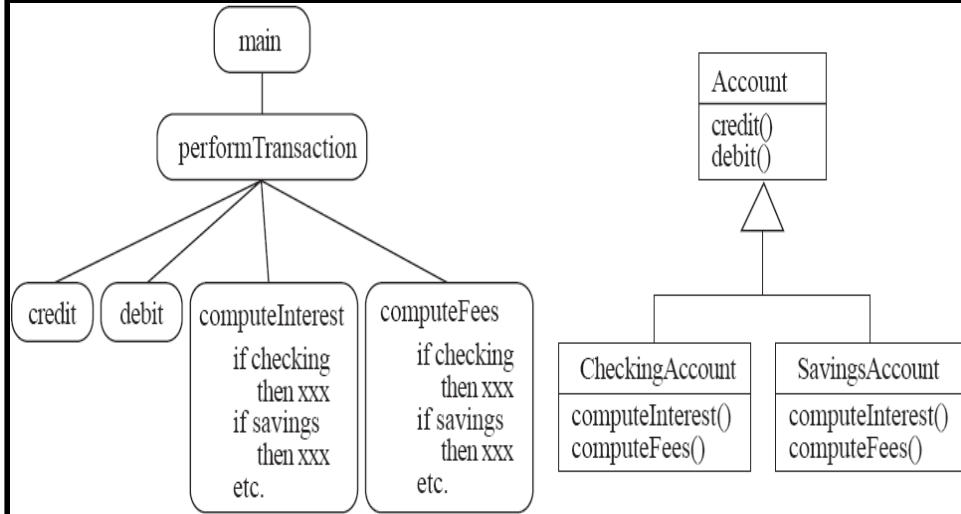 main
performTransaction
credit
debit
computeInterest
if checking
then xxx
if savings
then xxx
etc.
computeFees
if checking
then xxx
if savings
then xxx
etc.
Account
credit()
debit()
CheckingAccount
computeInterest()
computeFees()
SavingsAccount
computeInterest()
computeFees()